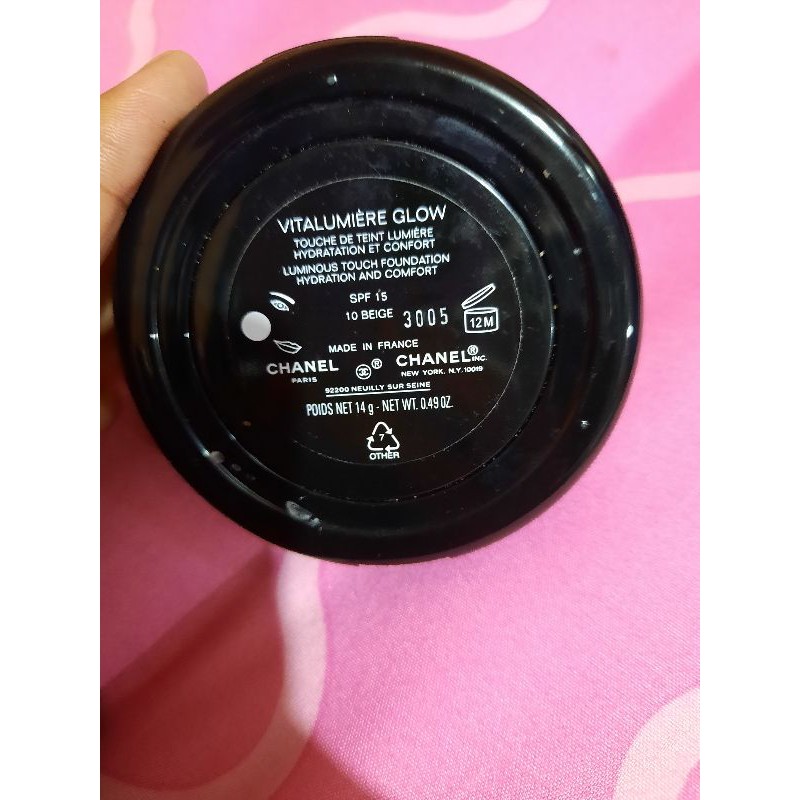 VITALUMIÈRE GLOW
TOUCHE DE TEINT LUMIÈRE
HYDRATATION ET CONFORT
LUMINOUS TOUCH FOUNDATION
HYDRATION AND COMFORT
SPF 15
10 BEIGE 3005 12M
MADE IN FRANCE
CHANEL ® CHANEL® INC.
PARIS NEW YORK, N.Y. 10019
92200 NEUILLY SUR SEINE
POIDS NET 14 g - NET WT. 0.49 OZ.
7
OTHER